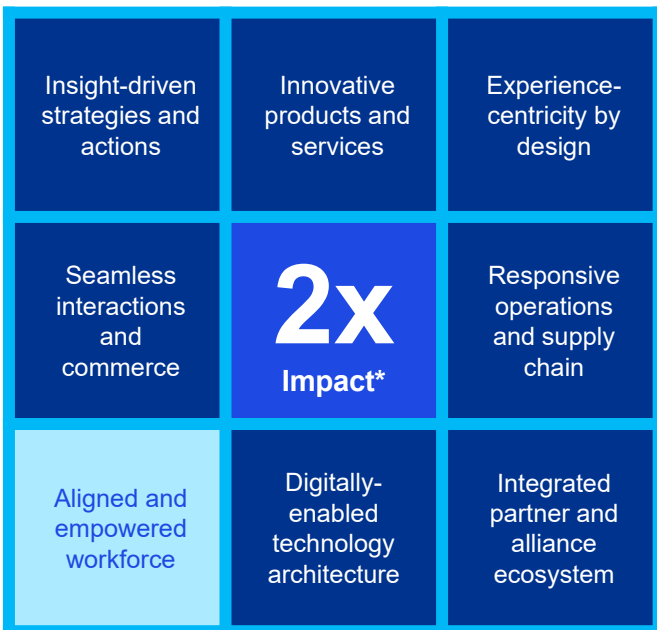 Insight-driven
strategies and
actions
Innovative
products and
services
Experience-
centricity by
design
Seamless
interactions
and
commerce
2x
Impact*
Responsive
operations
and supply
chain
Aligned and
empowered
workforce
Digitally-
enabled
technology
architecture
Integrated
partner and
alliance
ecosystem